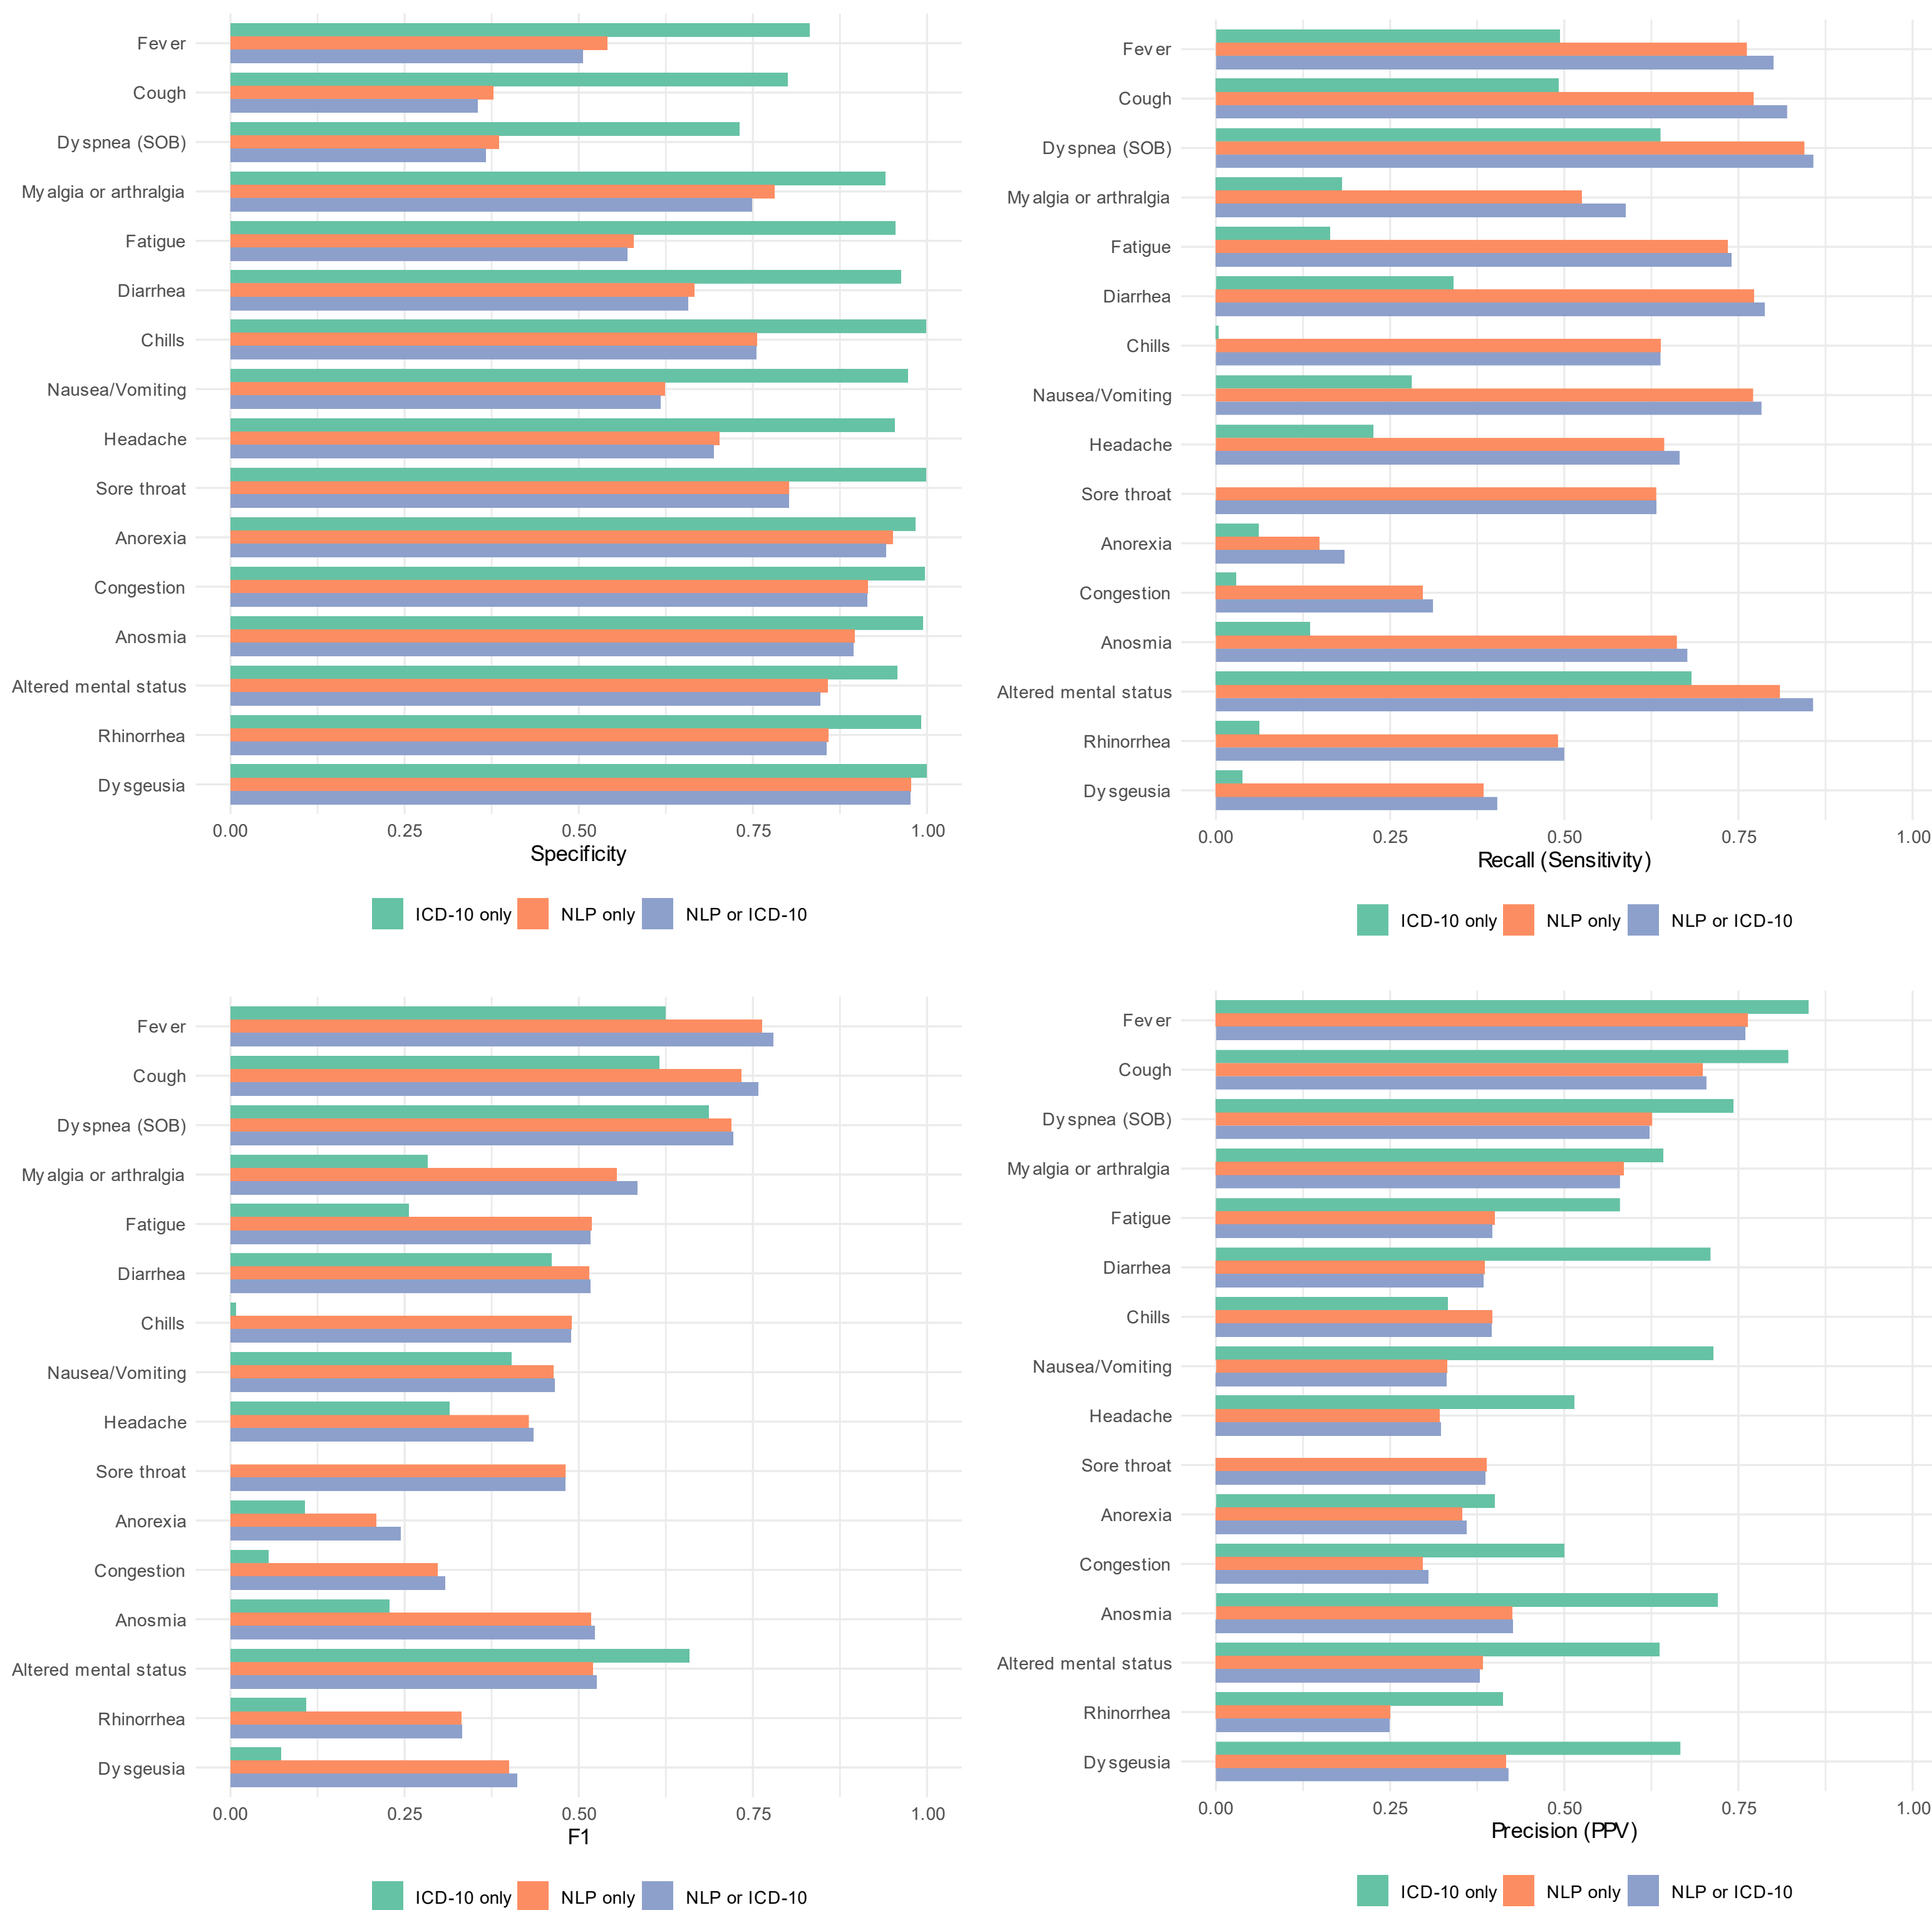 Fever
Cough
Dyspnea (SOB)
Myalgia or arthralgia
Fatigue
Diarrhea
Chills
Nausea/Vomiting
Headache
Sore throat
Anorexia
Congestion
Anosmia
Altered mental status
Rhinorrhea
Dysgeusia
0.00 0.25 0.50 0.75 1.00
Specificity
ICD-10 only NLP only NLP or ICD-10
Fever
Cough
Dyspnea (SOB)
Myalgia or arthralgia
Fatigue
Diarrhea
Chills
Nausea/Vomiting
Headache
Sore throat
Anorexia
Congestion
Anosmia
Altered mental status
Rhinorrhea
Dysgeusia
0.00 0.25 0.50 0.75 1.00
Recall (Sensitivity)
ICD-10 only NLP only NLP or ICD-10
Fever
Cough
Dyspnea (SOB)
Myalgia or arthralgia
Fatigue
Diarrhea
Chills
Nausea/Vomiting
Headache
Sore throat
Anorexia
Congestion
Anosmia
Altered mental status
Rhinorrhea
Dysgeusia
0.00 0.25 0.50 0.75 1.00
F1
ICD-10 only NLP only NLP or ICD-10
Fever
Cough
Dyspnea (SOB)
Myalgia or arthralgia
Fatigue
Diarrhea
Chills
Nausea/Vomiting
Headache
Sore throat
Anorexia
Congestion
Anosmia
Altered mental status
Rhinorrhea
Dysgeusia
0.00 0.25 0.50 0.75 1.00
Precision (PPV)
ICD-10 only NLP only NLP or ICD-10